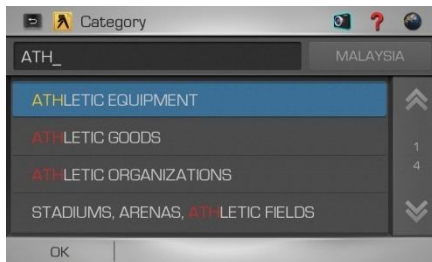 Category
ATH_
MALAYSIA
ATHLETIC EQUIPMENT
ATHLETIC GOODS
ATHLETIC ORGANIZATIONS
STADIUMS, ARENAS, ATHLETIC FIELDS
1
4
OK